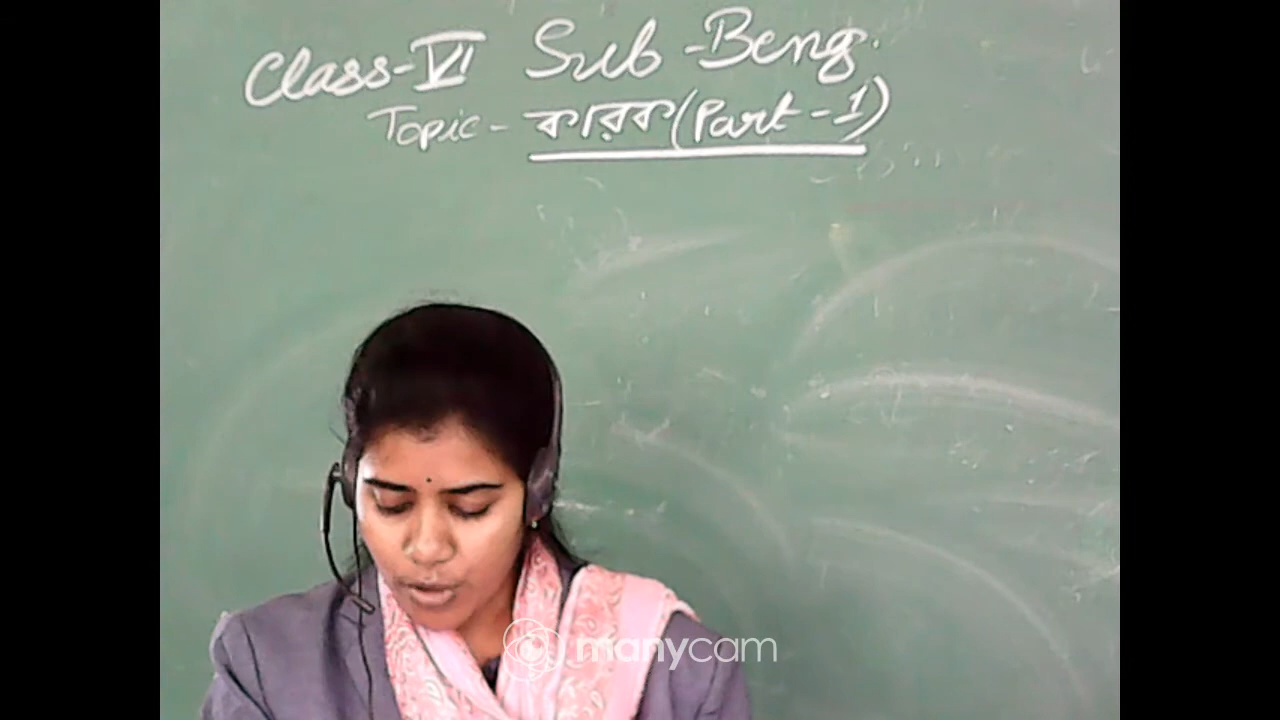 Class-VI Sub-Beng.
Topic- কারক(Part-1)
manycam